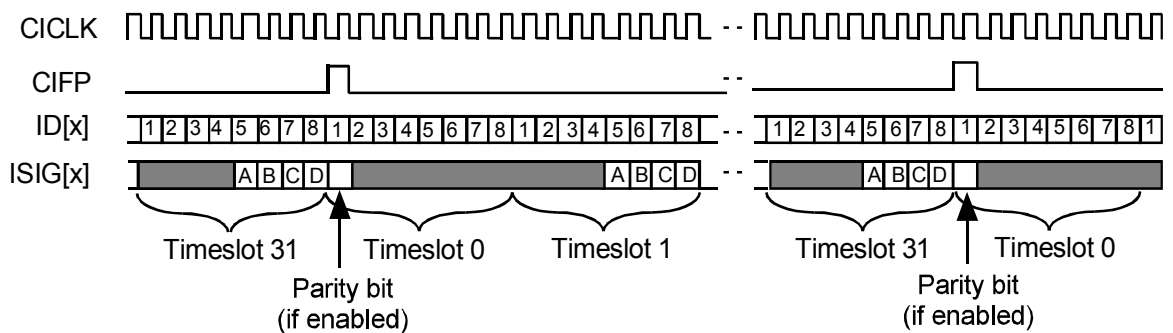 CICLK - -
CIFP - -
ID[x] 1 2 3 4 5 6 7 8 1 2 3 4 5 6 7 8 1 2 3 4 5 6 7 8 - - 1 2 3 4 5 6 7 8 1 2 3 4 5 6 7 8 1
ISIG[x] A B C D A B C D - - A B C D
Timeslot 31 Timeslot 0 Timeslot 1 Timeslot 31 Timeslot 0
Parity bit Parity bit
(if enabled) (if enabled)